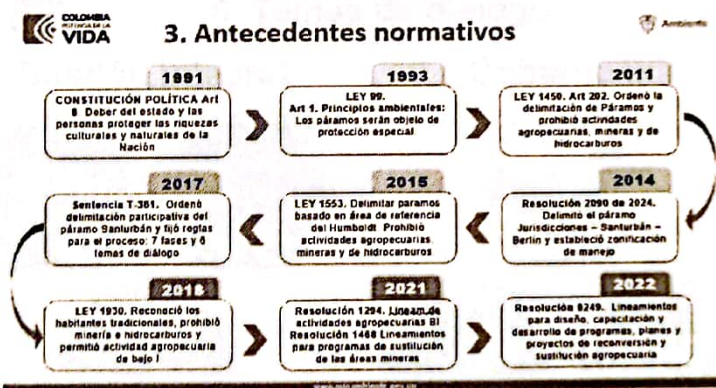 COLOMBIA
POTENCIA DE LA
VIDA
3. Antecedentes normativos
Ambiente
1991
CONSTITUCIÓN POLÍTICA Art
8 Deber del estado y las
personas proteger las riquezas
culturales y naturales de la
Nación
1993
LEY 99.
Art 1. Principios ambientales:
Los páramos serán objeto de
protección especial
2011
LEY 1450. Art 202. Ordenó la
delimitación de Páramos y
prohibió actividades
agropecuarias, mineras y de
hidrocarburos
2017
Sentencia T-361. Ordenó
delimitación participativa del
páramo Santurbán y fijó reglas
para el proceso: 7 fases y 6
temas de diálogo
2015
LEY 1553. Delimitar paramos
basado en área de referencia
del Humboldt. Prohibió
actividades agropecuarias,
mineras y de hidrocarburos
2014
Resolución 2090 de 2024.
Delimitó el páramo
Jurisdicciones – Santurbán –
Berlín y estableció zonificación
de manejo
2018
LEY 1930. Reconoció los
habitantes tradicionales, prohibió
minería e hidrocarburos y
permitió actividad agropecuaria
de bajo I
2021
Resolución 1294. Lineam.de
actividades agropecuarias BI
Resolución 1468 Lineamientos
para programas de sustitución
de las áreas mineras
2022
Resolución 0249. Lineamientos
para diseño, capacitación y
desarrollo de programas, planes y
proyectos de reconversión y
sustitución agropecuaria